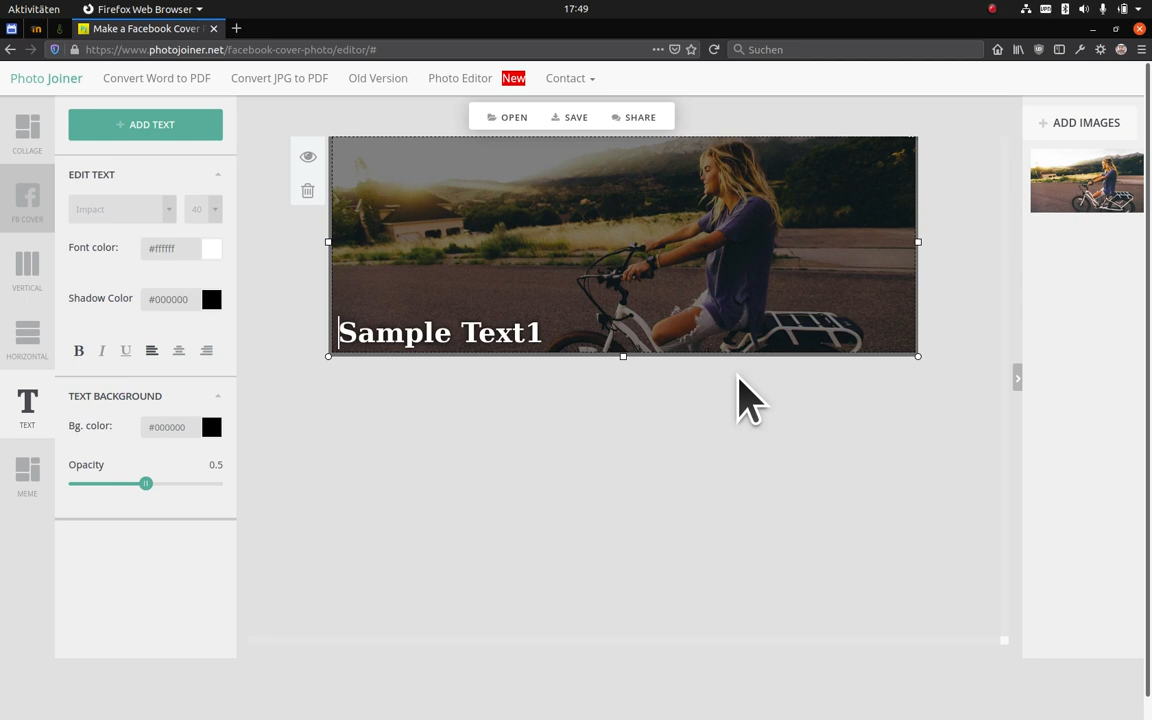 Aktivitäten
Firefox Web Browser
17:49
Make a Facebook Cover
https://www.photojoiner.net/facebook-cover-photo/editor/#
Suchen
Photo Joiner
Convert Word to PDF
Convert JPG to PDF
Old Version
Photo Editor
New
Contact
COLLAGE
FB COVER
VERTICAL
HORIZONTAL
TEXT
MEME
+ ADD TEXT
EDIT TEXT
Impact
40
Font color:
#ffffff
Shadow Color
#000000
B I U
TEXT BACKGROUND
Bg. color:
#000000
Opacity
0.5
OPEN
SAVE
SHARE
Sample Text1
+ ADD IMAGES